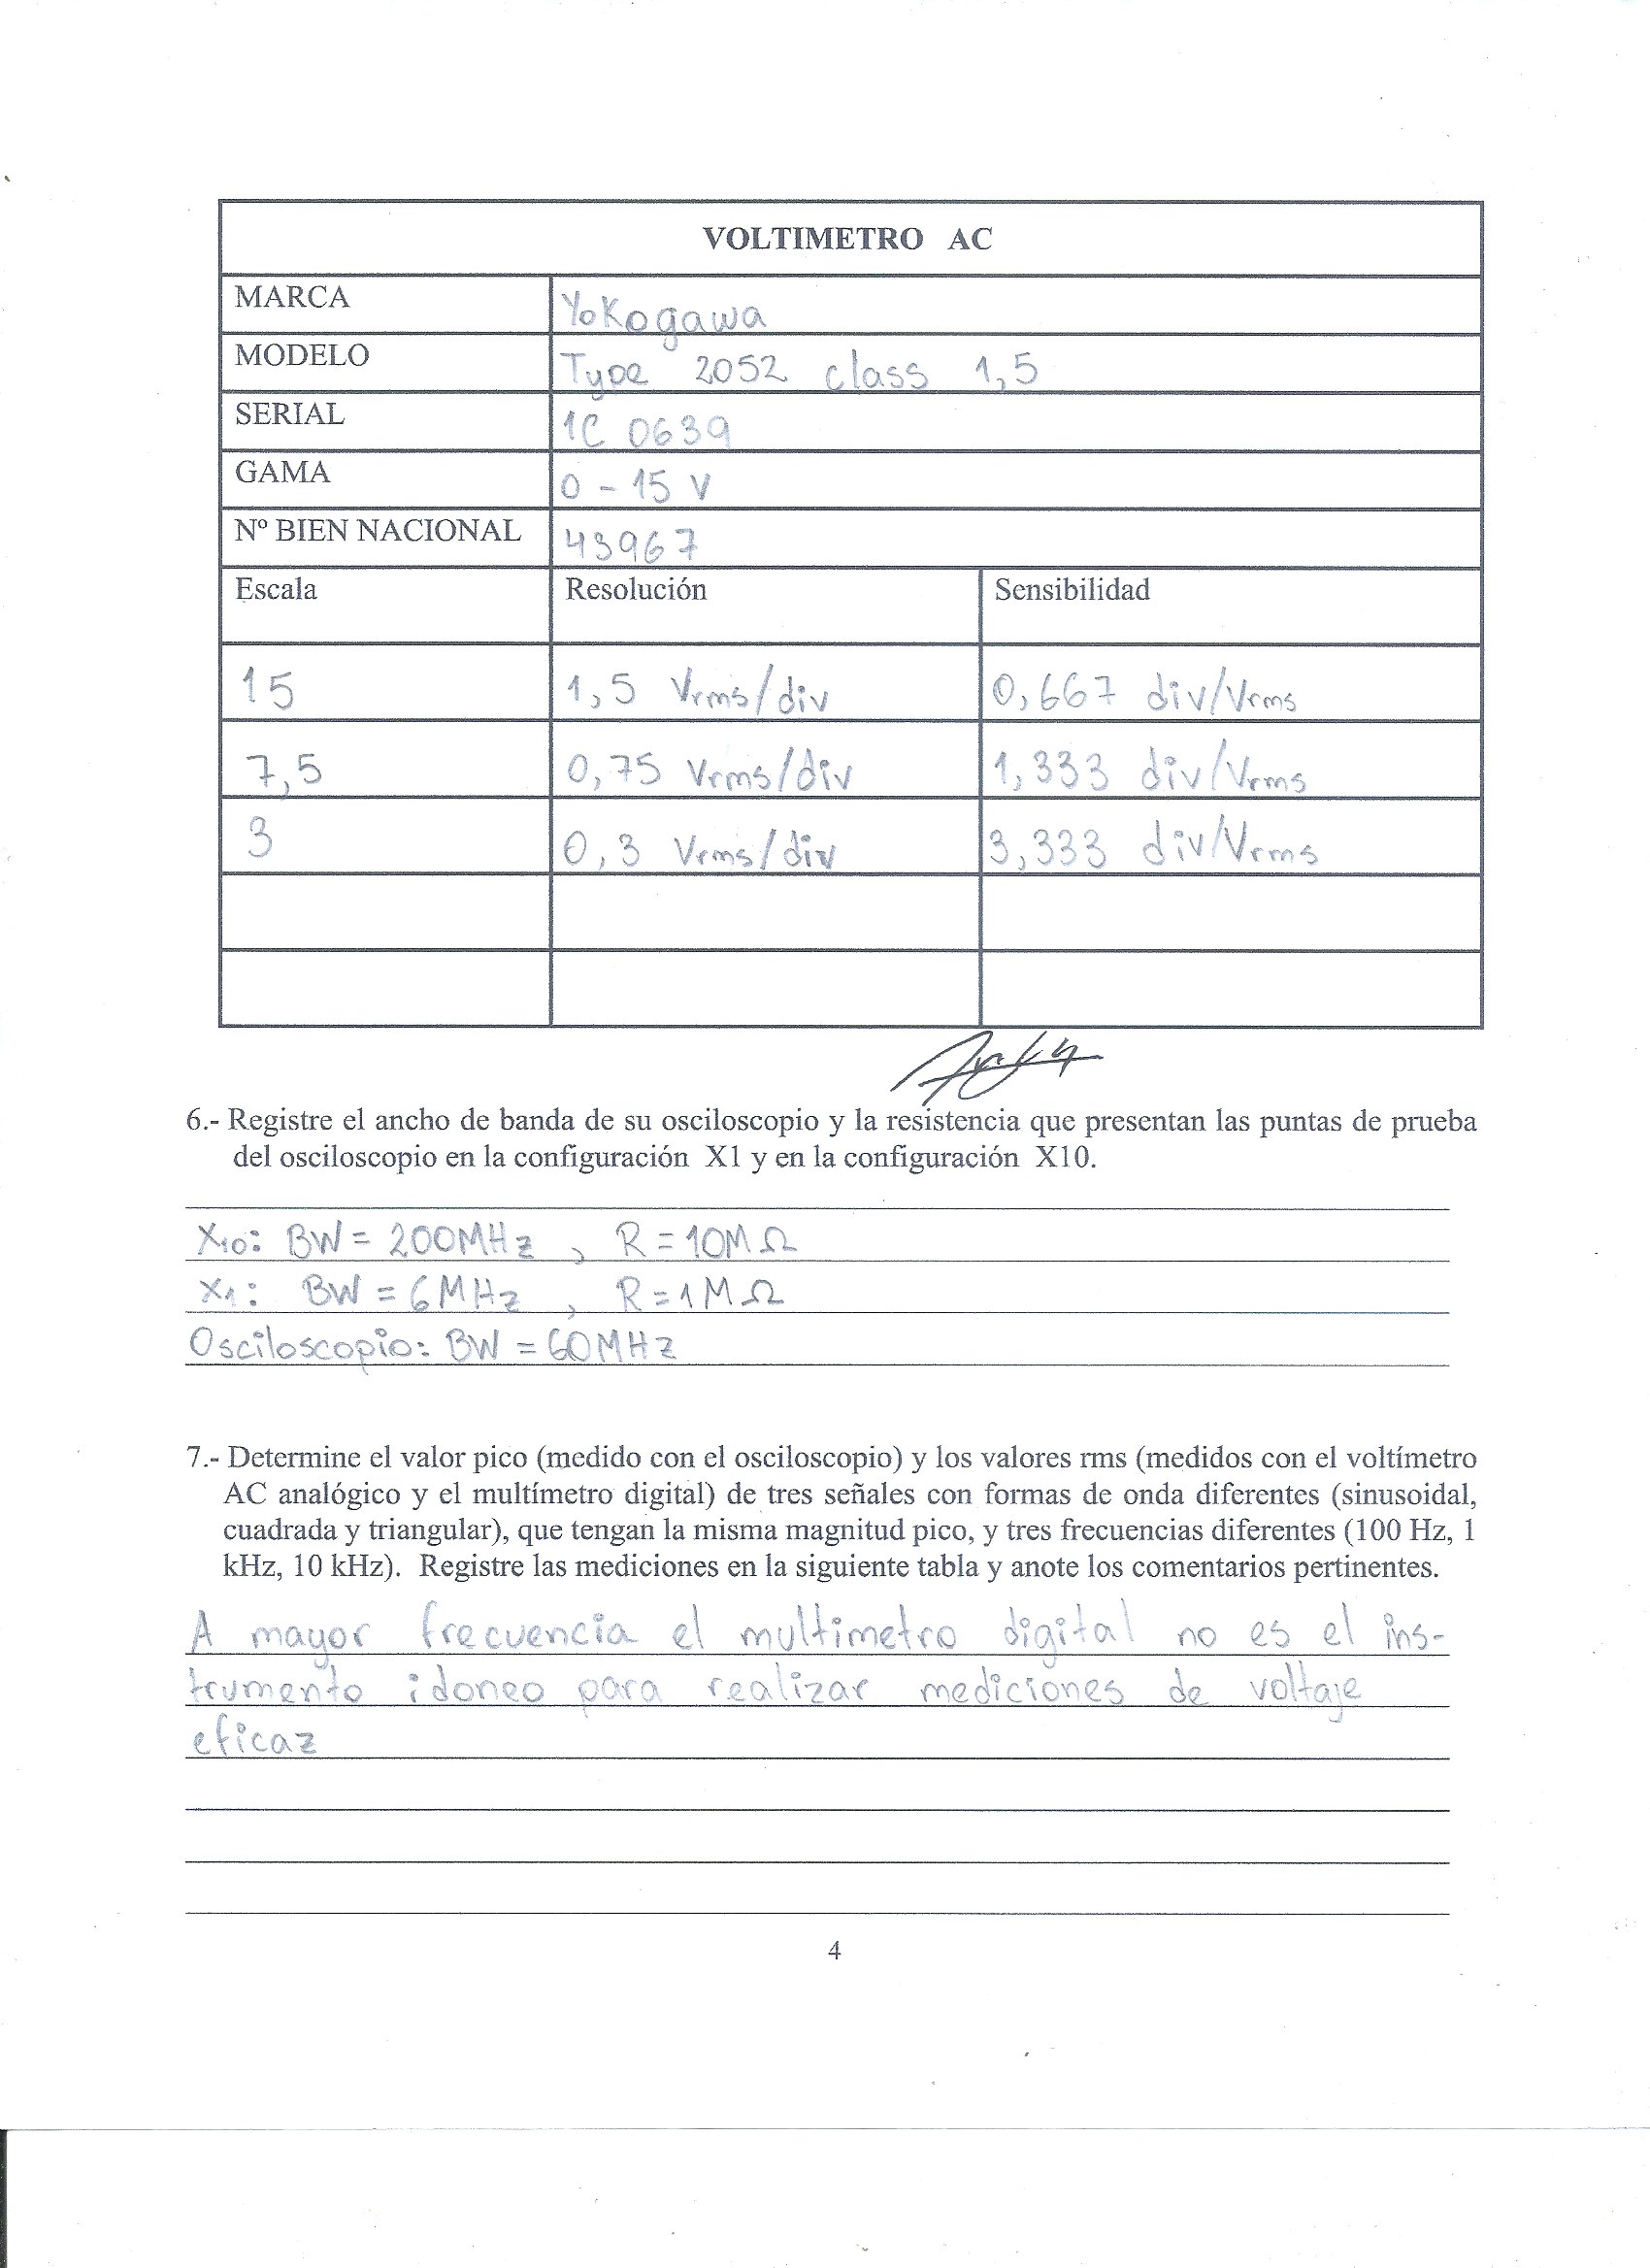 VOLTIMETRO AC
MARCA Yokogawa
MODELO Type 2052 class 1,5
SERIAL 1C 0639
GAMA 0 - 15 V
Nº BIEN NACIONAL 43967
Escala Resolución Sensibilidad
15 1,5 Vrms/div 0,667 div/Vrms
7,5 0,75 Vrms/div 1,333 div/Vrms
3 0,3 Vrms/div 3,333 div/Vrms
6.- Registre el ancho de banda de su osciloscopio y la resistencia que presentan las puntas de prueba
del osciloscopio en la configuración X1 y en la configuración X10.
X10: BW = 200MHz , R = 10MΩ
X1: BW = 6MHz , R = 1MΩ
Osciloscopio: BW = 60MHz
7.- Determine el valor pico (medido con el osciloscopio) y los valores rms (medidos con el voltímetro
AC analógico y el multímetro digital) de tres señales con formas de onda diferentes (sinusoidal,
cuadrada y triangular), que tengan la misma magnitud pico, y tres frecuencias diferentes (100 Hz, 1
kHz, 10 kHz). Registre las mediciones en la siguiente tabla y anote los comentarios pertinentes.
A mayor frecuencia el multimetro digital no es el ins-
trumento idoneo para realizar mediciones de voltaje
eficaz
4